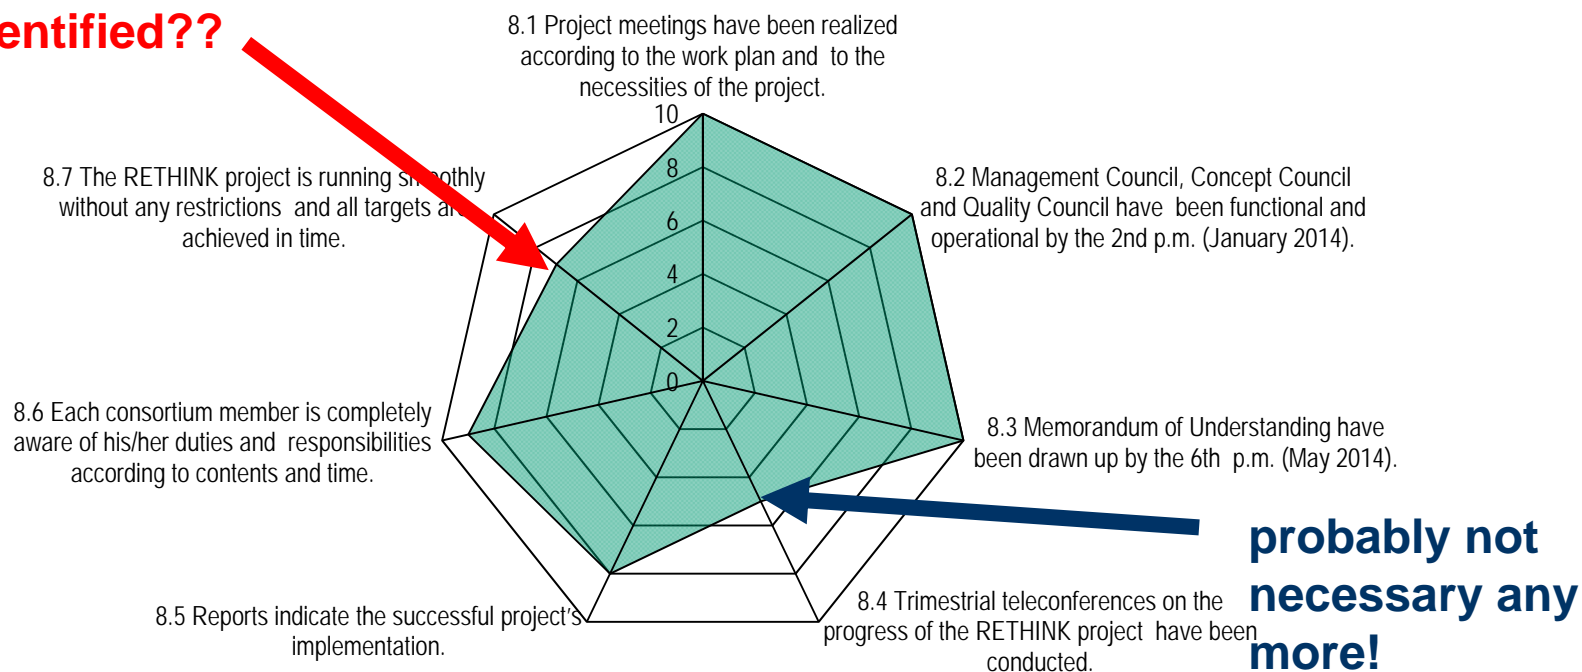 entified??
8.1 Project meetings have been realized
according to the work plan and to the
necessities of the project.
8.2 Management Council, Concept Council
and Quality Council have been functional and
operational by the 2nd p.m. (January 2014).
8.3 Memorandum of Understanding have
been drawn up by the 6th p.m. (May 2014).
8.4 Trimestrial teleconferences on the
progress of the RETHINK project have been
conducted.
probably not
necessary any
more!
8.5 Reports indicate the successful project's
implementation.
8.6 Each consortium member is completely
aware of his/her duties and responsibilities
according to contents and time.
8.7 The RETHINK project is running smoothly
without any restrictions and all targets are
achieved in time.
10
8
6
4
2
0